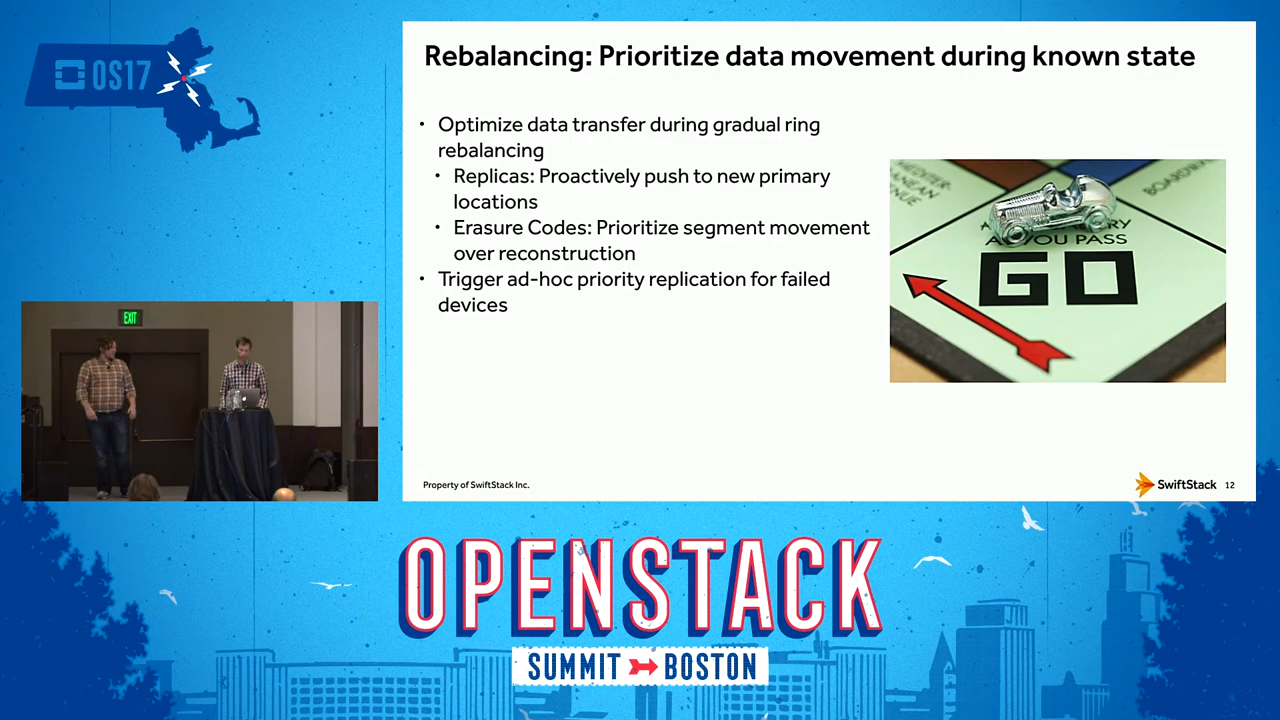 OS17
Rebalancing: Prioritize data movement during known state
• Optimize data transfer during gradual ring
rebalancing
• Replicas: Proactively push to new primary
locations
• Erasure Codes: Prioritize segment movement
over reconstruction
• Trigger ad-hoc priority replication for failed
devices
AS YOU PASS
GO
EXIT
Property of SwiftStack Inc.
SwiftStack 12
OPENSTACK
SUMMIT BOSTON